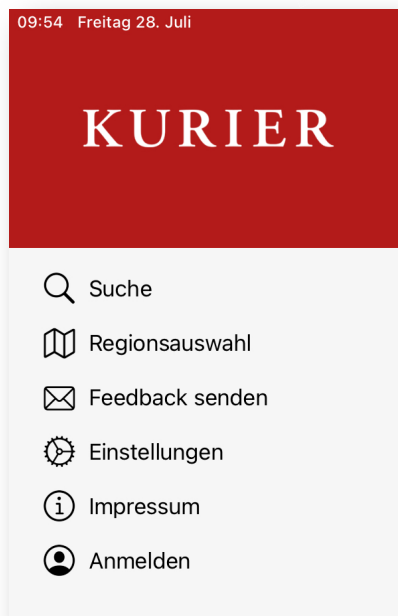 09:54 Freitag 28. Juli
KURIER
Suche
Regionsauswahl
Feedback senden
Einstellungen
Impressum
Anmelden